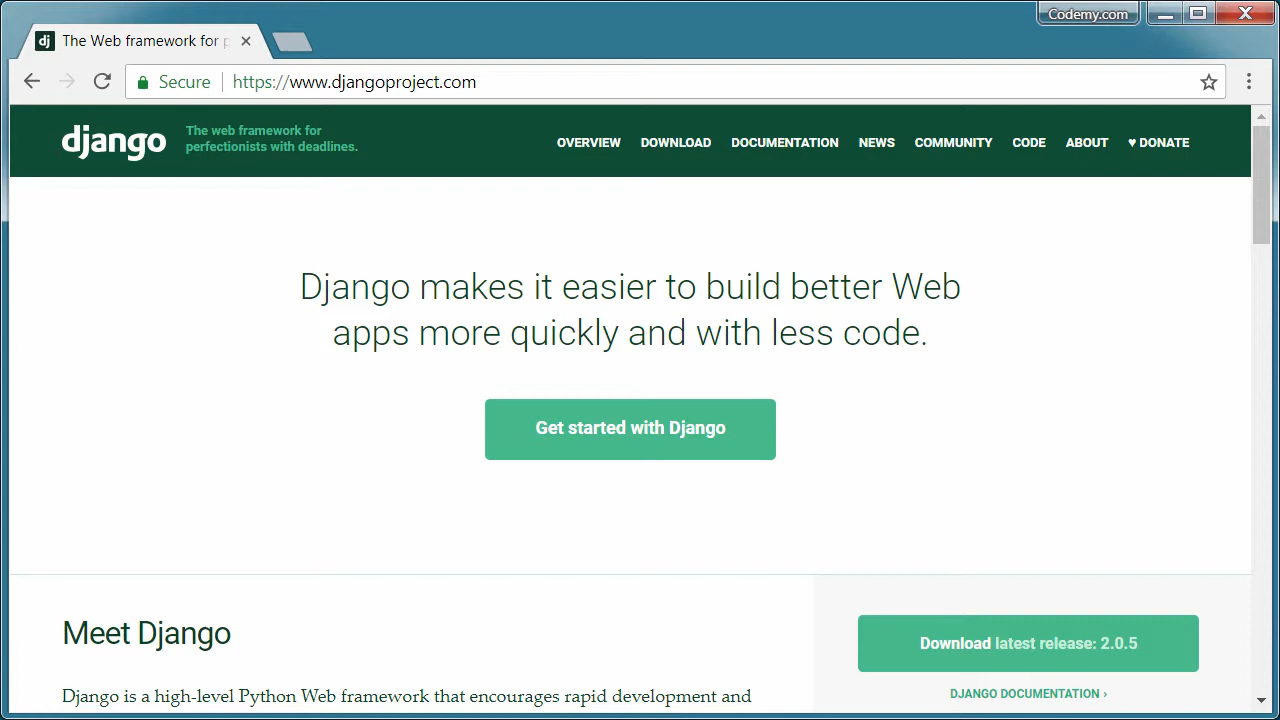 Codemy.com
dj The Web framework for p
Secure https://www.djangoproject.com
django
The web framework for
perfectionists with deadlines.
OVERVIEW DOWNLOAD DOCUMENTATION NEWS COMMUNITY CODE ABOUT ♥ DONATE
Django makes it easier to build better Web
apps more quickly and with less code.
Get started with Django
Meet Django
Django is a high-level Python Web framework that encourages rapid development and
Download latest release: 2.0.5
DJANGO DOCUMENTATION ›